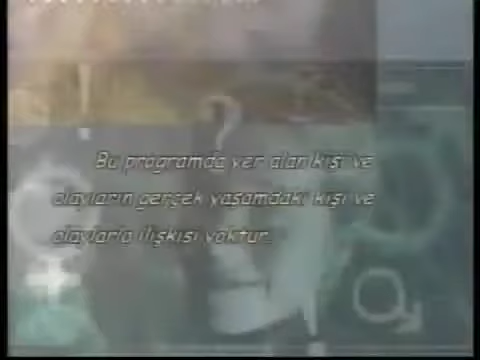 Bu programda yer alan kişi ve
olayların gerçek yaşamdaki kişi ve
olaylarla ilişkisi yoktur.